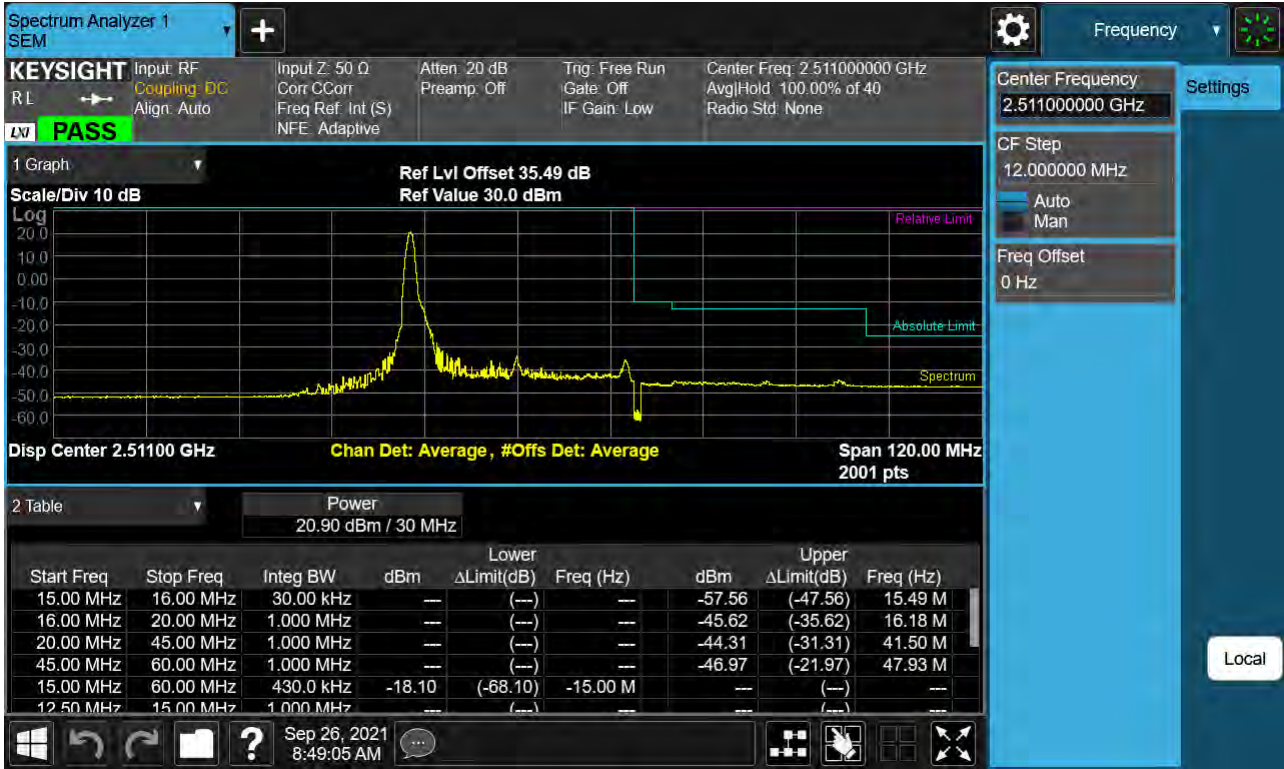 Spectrum Analyzer 1
SEM
Frequency
KEYSIGHT
R L
LXI
PASS
Input: RF
Coupling: DC
Align: Auto
Input Z: 50 Ω
Corr CCorr
Freq Ref: Int (S)
NFE: Adaptive
Atten: 20 dB
Preamp: Off
Trig: Free Run
Gate: Off
IF Gain: Low
Center Freq: 2.511000000 GHz
Avg|Hold: 100.00% of 40
Radio Std: None
Center Frequency
2.511000000 GHz
Settings
CF Step
12.000000 MHz
Auto
Man
Freq Offset
0 Hz
1 Graph
Scale/Div 10 dB
Ref Lvl Offset 35.49 dB
Ref Value 30.0 dBm
Log
20.0
10.0
0.00
-10.0
-20.0
-30.0
-40.0
-50.0
-60.0
Relative Limit
Absolute Limit
Spectrum
Disp Center 2.51100 GHz
Chan Det: Average, #Offs Det: Average
Span 120.00 MHz
2001 pts
2 Table
Power
20.90 dBm / 30 MHz
Lower Upper
Start Freq Stop Freq Integ BW dBm ΔLimit(dB) Freq (Hz) dBm ΔLimit(dB) Freq (Hz)
15.00 MHz 16.00 MHz 30.00 kHz --- (---) --- -57.56 (-47.56) 15.49 M
16.00 MHz 20.00 MHz 1.000 MHz --- (---) --- -45.62 (-35.62) 16.18 M
20.00 MHz 45.00 MHz 1.000 MHz --- (---) --- -44.31 (-31.31) 41.50 M
45.00 MHz 60.00 MHz 1.000 MHz --- (---) --- -46.97 (-21.97) 47.93 M
15.00 MHz 60.00 MHz 430.0 kHz -18.10 (-68.10) -15.00 M --- (---) ---
12.50 MHz 15.00 MHz 1.000 MHz --- (---) --- --- (---) ---
Local
?
Sep 26, 2021
8:49:05 AM